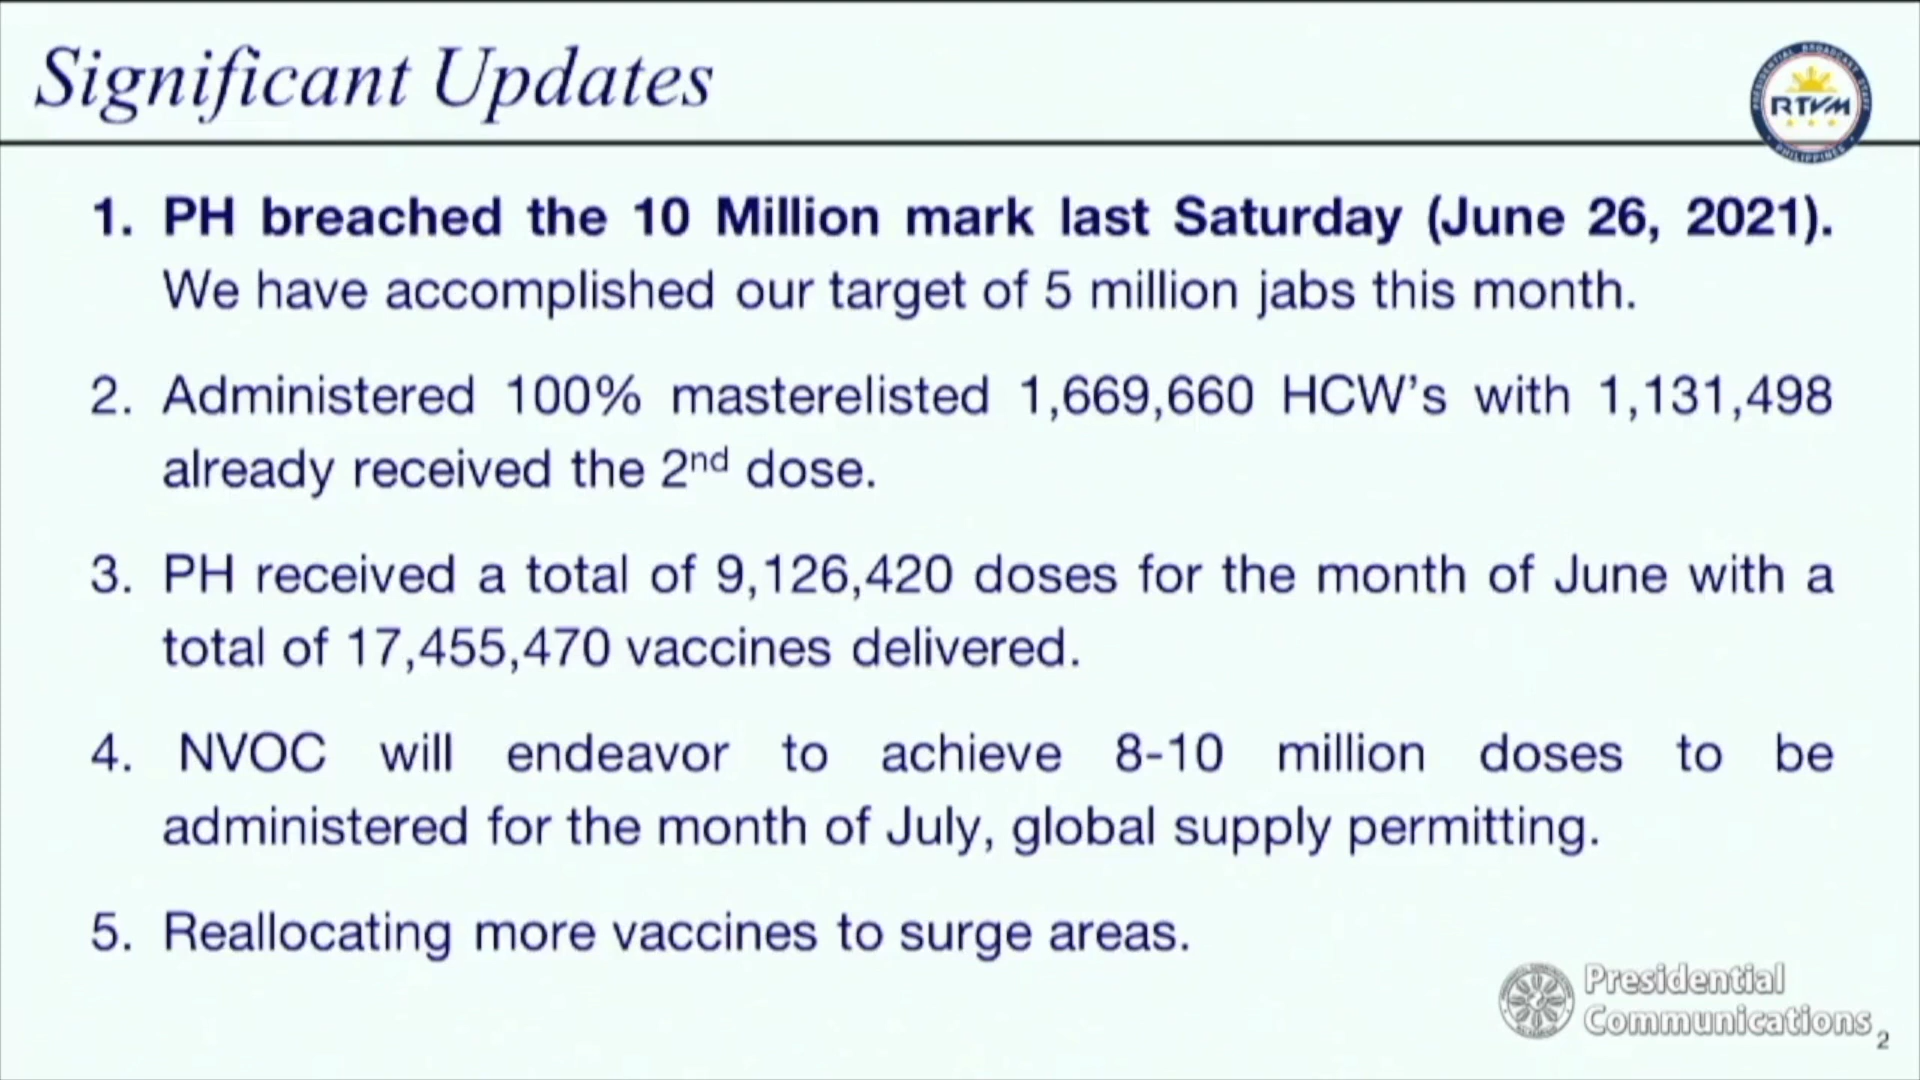 Significant Updates
PRESIDENTIAL BROADCAST STAFF
RTVM
PHILIPPINES
1. PH breached the 10 Million mark last Saturday (June 26, 2021).
We have accomplished our target of 5 million jabs this month.
2. Administered 100% masterelisted 1,669,660 HCW's with 1,131,498
already received the 2nd dose.
3. PH received a total of 9,126,420 doses for the month of June with a
total of 17,455,470 vaccines delivered.
4. NVOC will endeavor to achieve 8-10 million doses to be
administered for the month of July, global supply permitting.
5. Reallocating more vaccines to surge areas.
Presidential
Communications
2